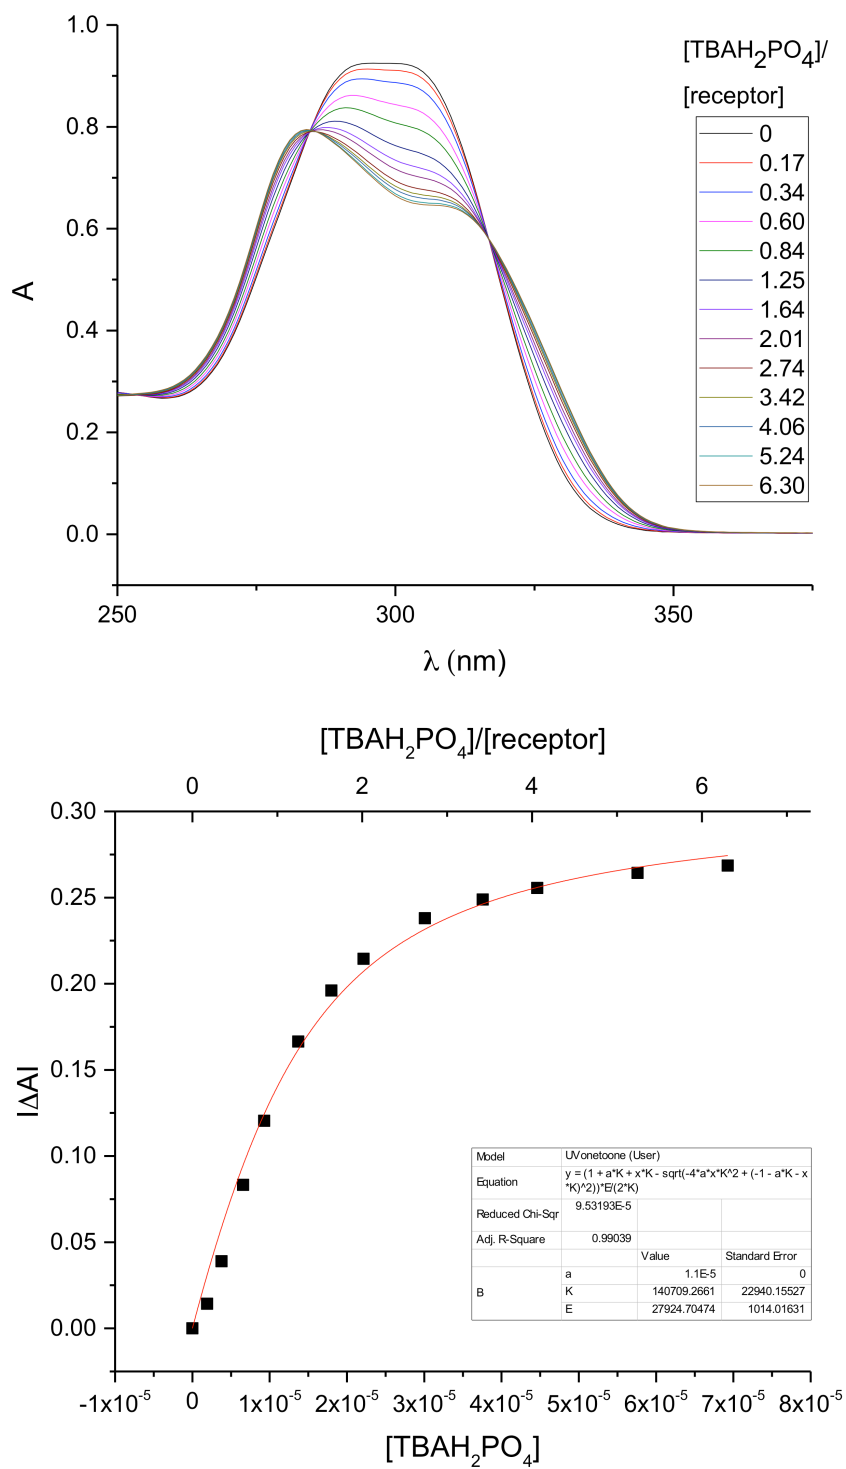 [TBAH₂PO₄]/
[receptor]
0
0.17
0.34
0.60
0.84
1.25
1.64
2.01
2.74
3.42
4.06
5.24
6.30
1.0
0.8
0.6
0.4
0.2
0.0
A
250
300
350
λ (nm)
[TBAH₂PO₄]/[receptor]
0
2
4
6
0.30
0.25
0.20
0.15
0.10
0.05
0.00
I∆AI
Model UVonetoone (User)
Equation y = (1 + a*K + x*K - sqrt(-4*a*x*K^2 + (-1 - a*K - x
*K)^2))*E/(2*K)
Reduced Chi-Sqr 9.53193E-5
Adj. R-Square 0.99039
Value Standard Error
B a 1.1E-5 0
K 140709.2661 22940.15527
E 27924.70474 1014.01631
-1x10⁻⁵ 0 1x10⁻⁵ 2x10⁻⁵ 3x10⁻⁵ 4x10⁻⁵ 5x10⁻⁵ 6x10⁻⁵ 7x10⁻⁵ 8x10⁻⁵
[TBAH₂PO₄]